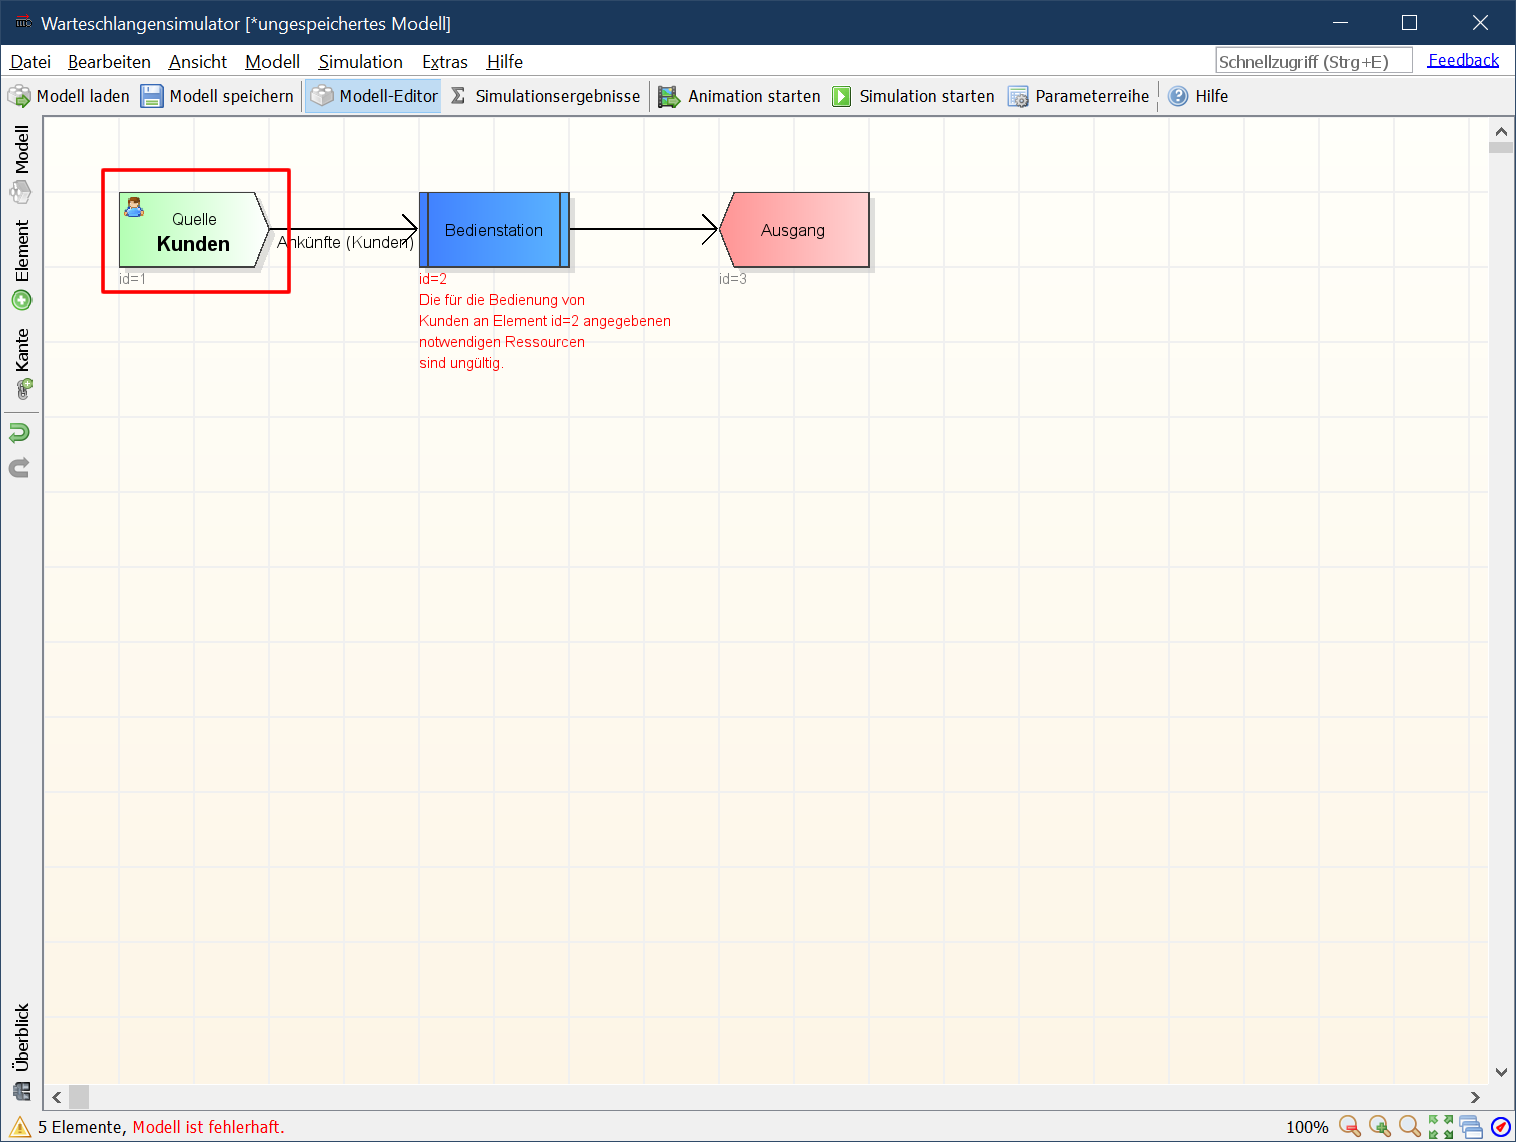 Warteschlangensimulator [*ungespeichertes Modell]
Datei Bearbeiten Ansicht Modell Simulation Extras Hilfe
Schnellzugriff (Strg+E) Feedback
Modell laden Modell speichern Modell-Editor Simulationsergebnisse Animation starten Simulation starten Parameterreihe Hilfe
Modell
Element
Kante
Überblick
Quelle
Kunden
id=1
Ankünfte (Kunden)
Bedienstation
id=2
Die für die Bedienung von
Kunden an Element id=2 angegebenen
notwendigen Ressourcen
sind ungültig.
Ausgang
id=3
5 Elemente, Modell ist fehlerhaft.
100%